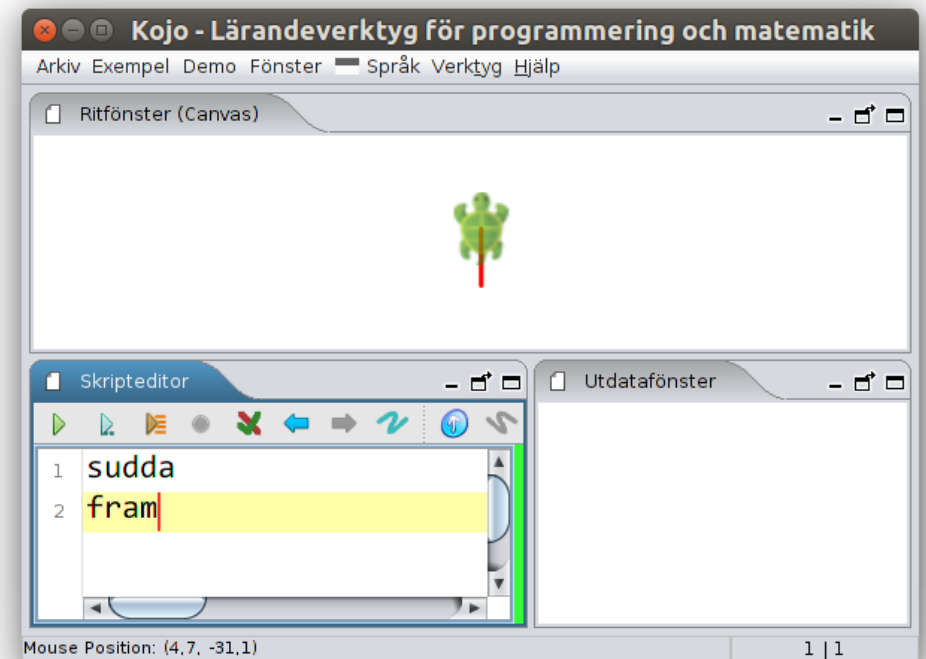 Kojo - Lärandeverktyg för programmering och matematik
Arkiv Exempel Demo Fönster Språk Verktyg Hjälp
Ritfönster (Canvas)
Skripteditor
Utdatafönster
1 sudda
2 fram
Mouse Position: (4,7, -31,1)
1 | 1